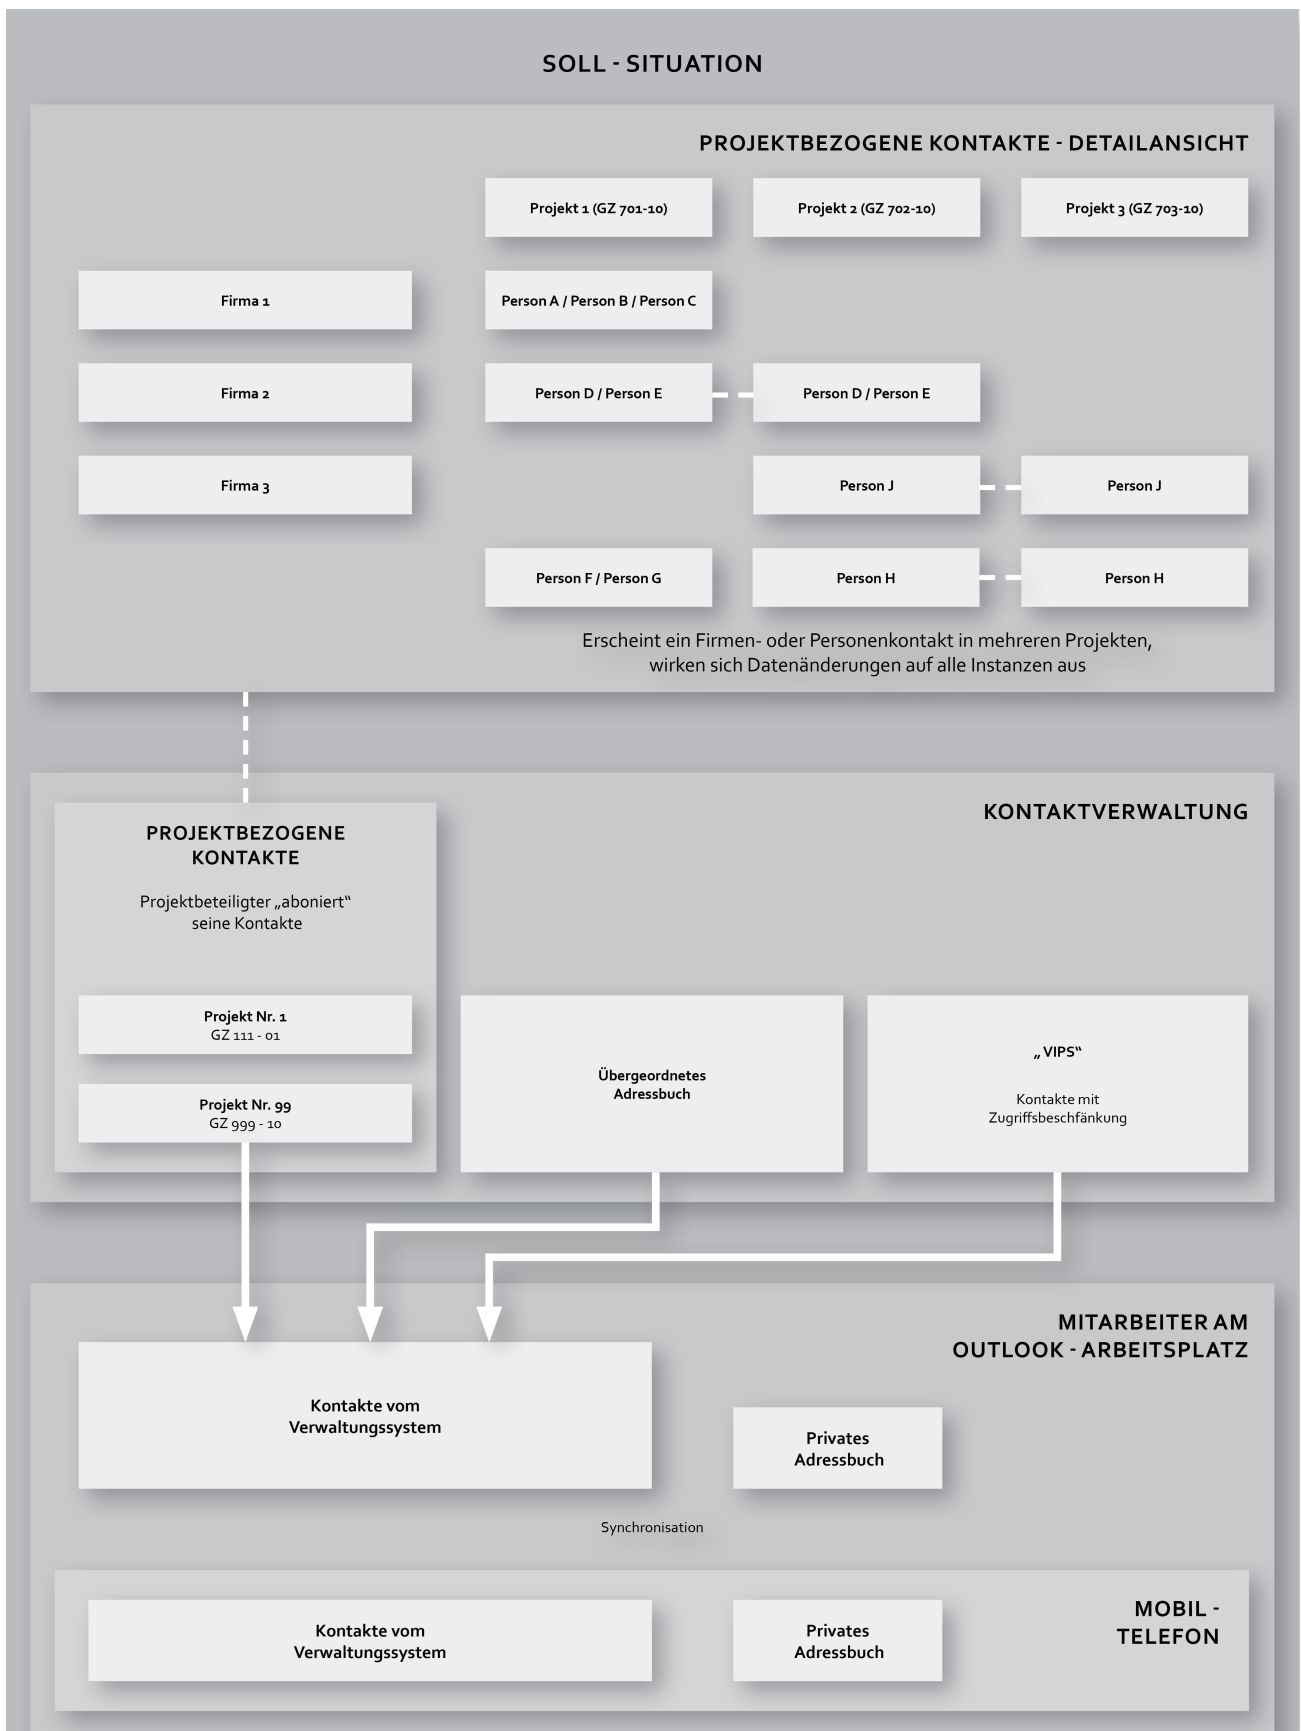 SOLL - SITUATION
PROJEKTBEZOGENE KONTAKTE - DETAILANSICHT
Projekt 1 (GZ 701-10)
Projekt 2 (GZ 702-10)
Projekt 3 (GZ 703-10)
Firma 1
Person A / Person B / Person C
Firma 2
Person D / Person E
Person D / Person E
Firma 3
Person J
Person J
Person F / Person G
Person H
Person H
Erscheint ein Firmen- oder Personenkontakt in mehreren Projekten,
wirken sich Datenänderungen auf alle Instanzen aus
KONTAKTVERWALTUNG
PROJEKTBEZOGENE
KONTAKTE
Projektbeteiligter „aboniert“
seine Kontakte
Projekt Nr. 1
GZ 111 - 01
Projekt Nr. 99
GZ 999 - 10
Übergeordnetes
Adressbuch
„ VIPS“
Kontakte mit
Zugriffsbeschfänkung
MITARBEITER AM
OUTLOOK - ARBEITSPLATZ
Kontakte vom
Verwaltungssystem
Privates
Adressbuch
Synchronisation
MOBIL -
TELEFON
Kontakte vom
Verwaltungssystem
Privates
Adressbuch